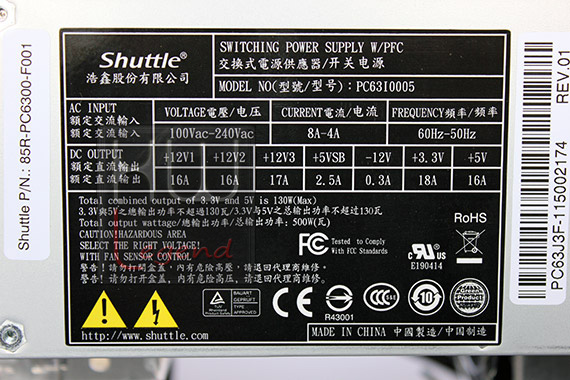 Shuttle®
浩鑫股份有限公司
SWITCHING POWER SUPPLY W/PFC
交換式電源供應器/开关电源
MODEL NO(型號/型号): PC63I0005
AC INPUT
額定交流輸入
额定交流输入
VOLTAGE電壓/电压
CURRENT電流/电流
FREQUENCY頻率/频率
100Vac-240Vac
8A-4A
60Hz-50Hz
DC OUTPUT
額定直流輸出
额定直流输出
+12V1 +12V2 +12V3 +5VSB -12V +3.3V +5V
16A 16A 17A 2.5A 0.3A 18A 16A
Total combined output of 3.3V and 5V is 130W(Max)
3.3V與5V之總輸出功率不超過130瓦/3.3V与5V之总输出功率不超过130瓦
Total output wattage/總輸出功率/总输出功率: 500W(瓦)
CAUTION!HAZARDOUS AREA
SELECT THE RIGHT VOLTAGE!
WITH FAN SENSOR CONTROL
警告!請勿打開盒蓋，內有危險高壓，請退回代理商維修.
警告!请勿打开盒盖，内有危险高压，请退回代理商维修.
http://www.shuttle.com
FC Tested to Comply
With FCC Standards
RoHS
c UL US
E190414
BAUART GEPRÜFT
TÜV Rheinland
TYPE APPROVED
CE
R43001
CCC
10
MADE IN CHINA 中國製造/中国制造
Shuttle P/N.: 85R-PC6300-F001
PC63J3F-115002174
REV.01